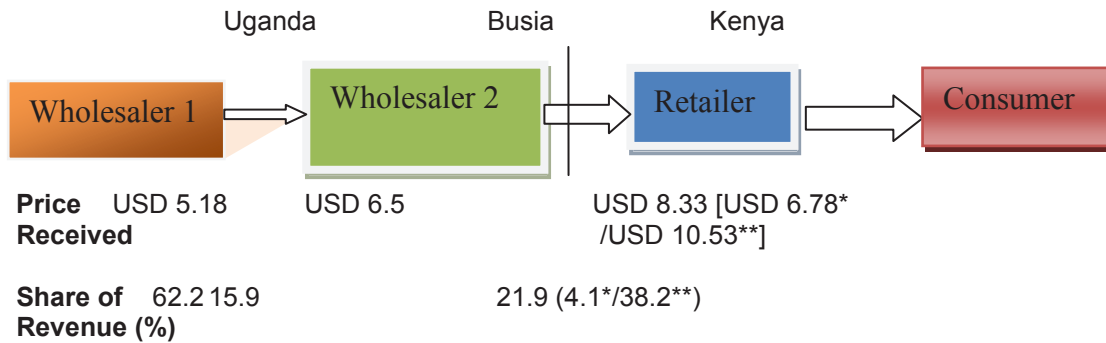 Uganda Busia Kenya
Wholesaler 1 Wholesaler 2 Retailer Consumer
Price USD 5.18 USD 6.5 USD 8.33 [USD 6.78*
Received /USD 10.53**]
Share of 62.2 15.9 21.9 (4.1*/38.2**)
Revenue (%)